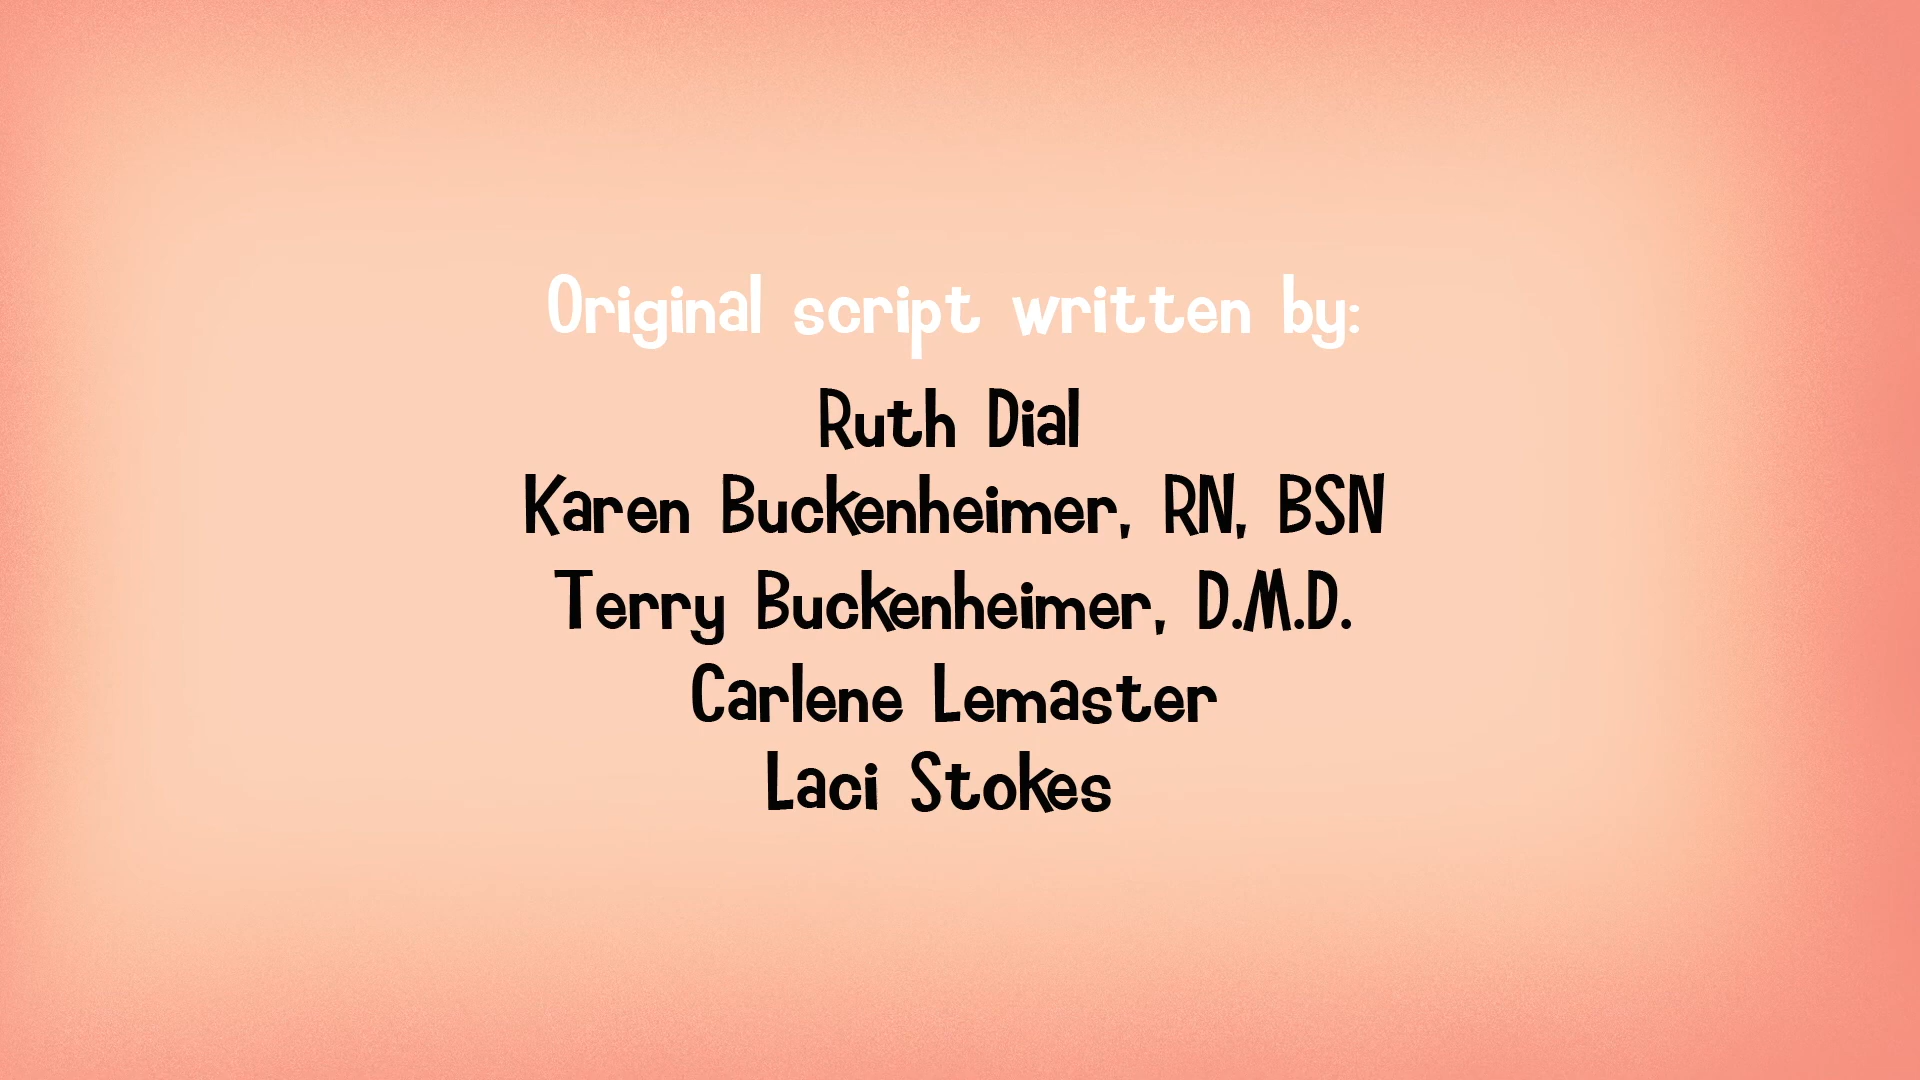 Original script written by:
Ruth Dial
Karen Buckenheimer, RN, BSN
Terry Buckenheimer, D.M.D.
Carlene Lemaster
Laci Stokes